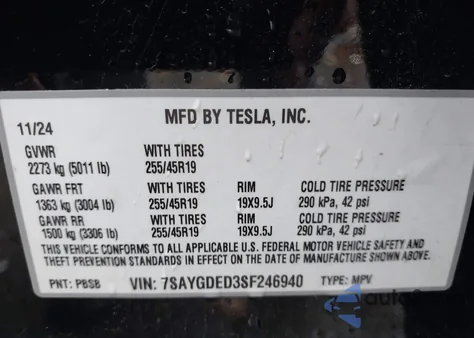 MFD BY TESLA, INC.
11/24
GVWR WITH TIRES
2273 kg (5011 lb) 255/45R19
GAWR FRT WITH TIRES RIM COLD TIRE PRESSURE
1363 kg (3004 lb) 255/45R19 19X9.5J 290 kPa, 42 psi
GAWR RR WITH TIRES RIM COLD TIRE PRESSURE
1500 kg (3306 lb) 255/45R19 19X9.5J 290 kPa, 42 psi
THIS VEHICLE CONFORMS TO ALL APPLICABLE U.S. FEDERAL MOTOR VEHICLE SAFETY AND
THEFT PREVENTION STANDARDS IN EFFECT ON THE DATE OF MANUFACTURE SHOWN ABOVE.
PNT: PBSB VIN: 7SAYGDED3SF246940 TYPE: MPV